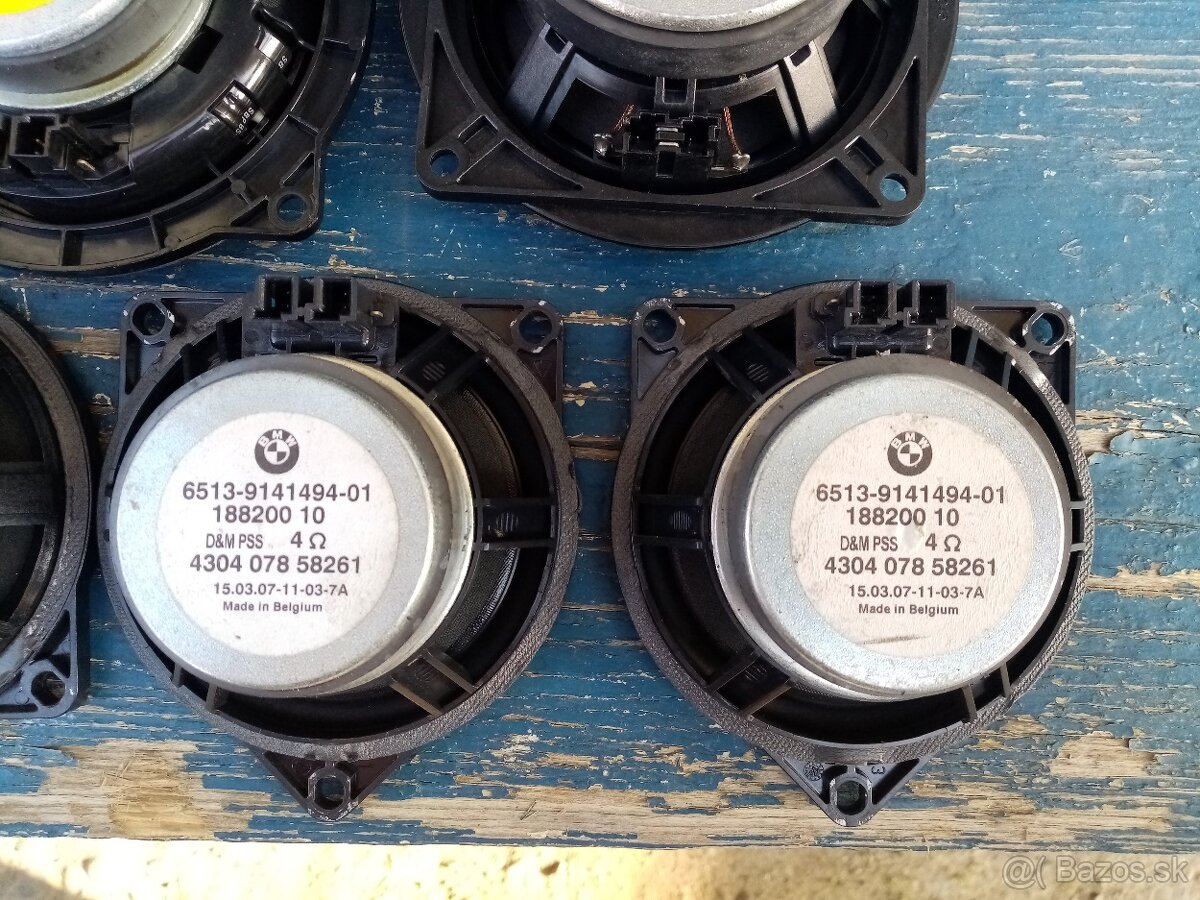 BMW
6513-9141494-01
188200 10
D&M PSS 4 Ω
4304 078 58261
15.03.07-11-03-7A
Made in Belgium
BMW
6513-9141494-01
188200 10
D&M PSS 4 Ω
4304 078 58261
15.03.07-11-03-7A
Made in Belgium
Bazos.sk